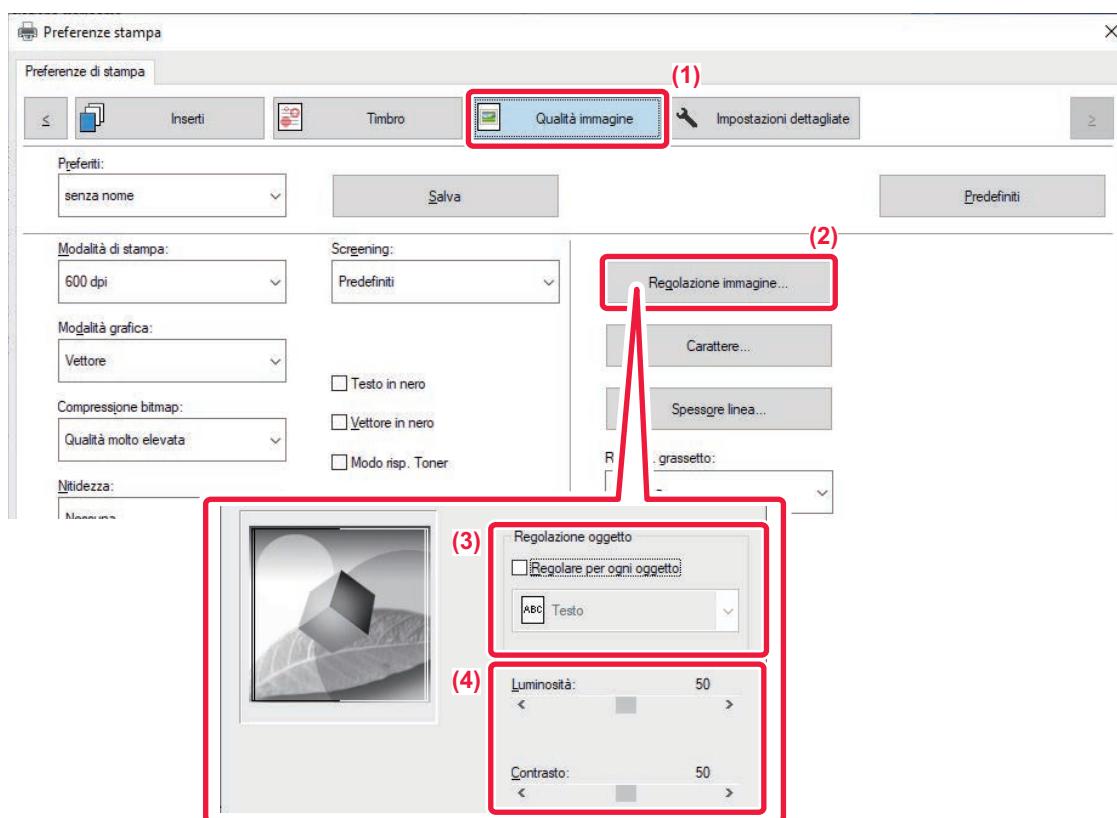 Preferenze stampa
Preferenze di stampa
(1)
Inserti Timbro Qualità immagine Impostazioni dettagliate
Preferiti:
senza nome Salva Predefiniti
(2)
Modalità di stampa: Screening:
600 dpi Predefiniti Regolazione immagine...
Modalità grafica:
Carattere...
Vettore
Testo in nero
Compressione bitmap:
Vettore in nero Spessore linea...
Qualità molto elevata
Modo risp. Toner grassetto:
Nitidezza:
Nessuna
(3) Regolazione oggetto
Regolare per ogni oggetto
ABC Testo
(4) Luminosità: 50
< >
Contrasto: 50
< >